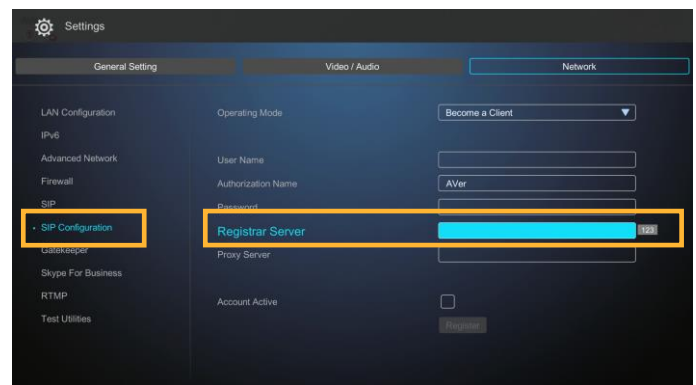 Settings
General Setting
Video / Audio
Network
LAN Configuration
IPv6
Advanced Network
Firewall
SIP
SIP Configuration
Gatekeeper
Skype For Business
RTMP
Test Utilities
Operating Mode
Become a Client
User Name
Authorization Name
AVer
Password
Registrar Server
123
Proxy Server
Account Active
Register